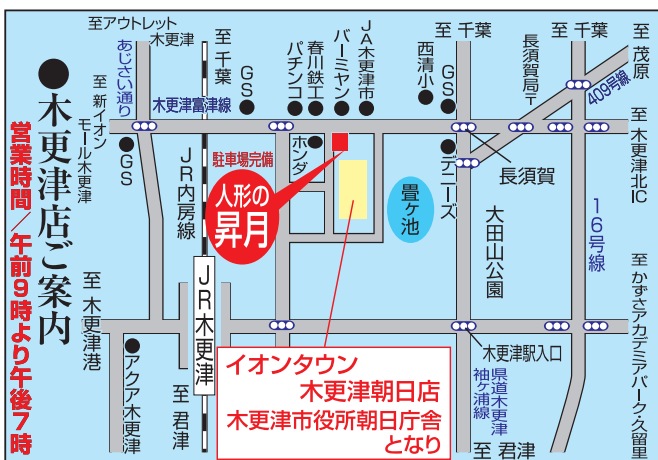 ●木更津店ご案内
営業時間／午前9時より午後7時
至アウトレット
木更津
あじさい通り
至新イオン
モール木更津
GS
木更津富津線
至千葉
JR内房線
GS
パチンコ
春川鉄工
バーミヤン
JA木更津市
西清小
GS
至千葉
長須賀局〒
至茂原
409号線
至木更津北IC
駐車場完備
人形の
昇月
ホンダ
畳ヶ池
デニーズ
長須賀
大田山公園
16号線
至かずさアカデミアパーク・久留里
至木更津港
アクア木更津
JR木更津
至君津
イオンタウン
木更津朝日店
木更津市役所朝日庁舎
となり
木更津駅入口
県道木更津
袖ヶ浦線
至君津